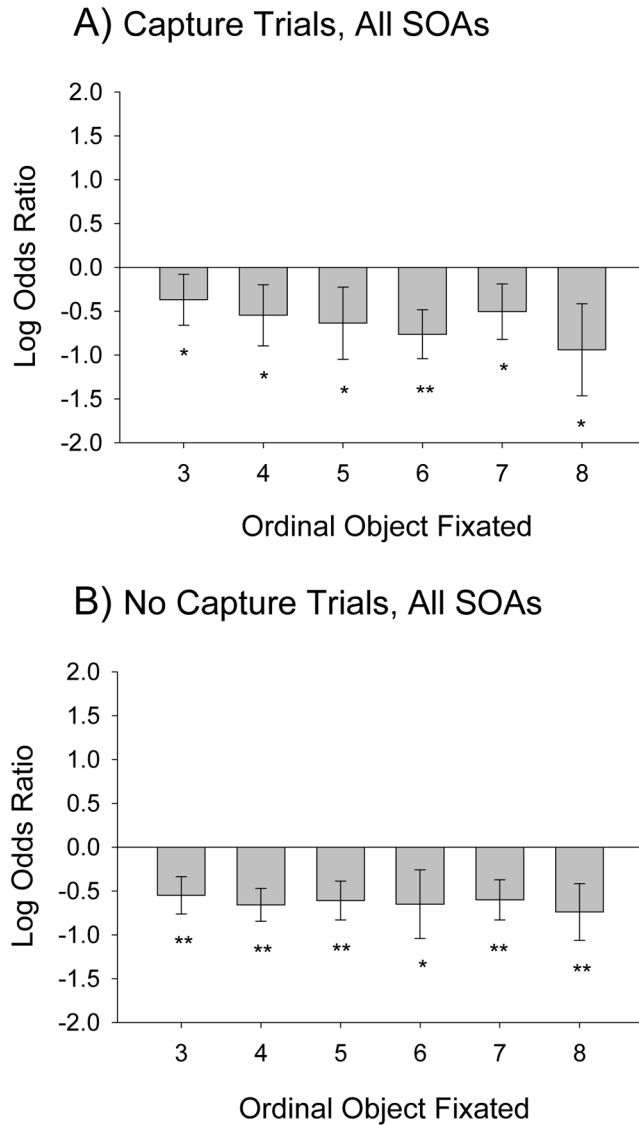 A) Capture Trials, All SOAs
2.0
1.5
1.0
0.5
0.0
-0.5
-1.0
-1.5
-2.0
Log Odds Ratio
* * * ** * *
3 4 5 6 7 8
Ordinal Object Fixated
B) No Capture Trials, All SOAs
2.0
1.5
1.0
0.5
0.0
-0.5
-1.0
-1.5
-2.0
Log Odds Ratio
** ** ** * ** **
3 4 5 6 7 8
Ordinal Object Fixated